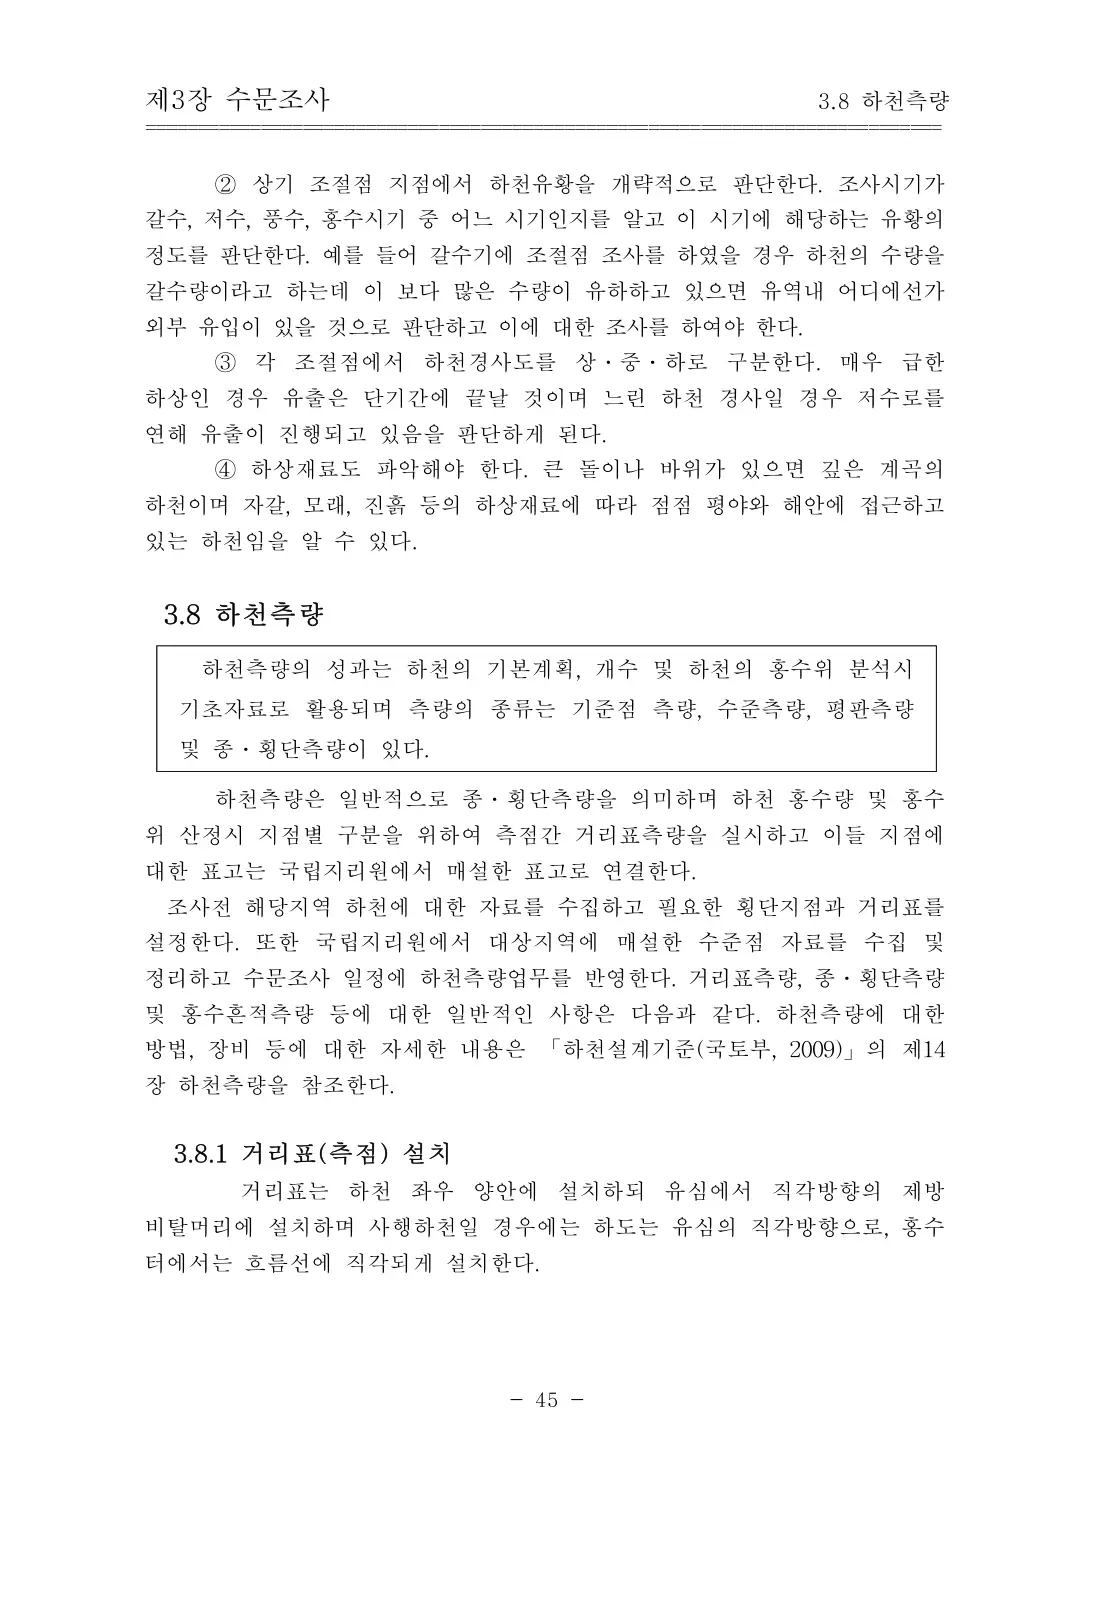 제3장 수문조사 3.8 하천측량
② 상기 조절점 지점에서 하천유황을 개략적으로 판단한다. 조사시기가
갈수, 저수, 풍수, 홍수시기 중 어느 시기인지를 알고 이 시기에 해당하는 유황의
정도를 판단한다. 예를 들어 갈수기에 조절점 조사를 하였을 경우 하천의 수량을
갈수량이라고 하는데 이 보다 많은 수량이 유하하고 있으면 유역내 어디에선가
외부 유입이 있을 것으로 판단하고 이에 대한 조사를 하여야 한다.
③ 각 조절점에서 하천경사도를 상·중·하로 구분한다. 매우 급한
하상인 경우 유출은 단기간에 끝날 것이며 느린 하천 경사일 경우 저수로를
연해 유출이 진행되고 있음을 판단하게 된다.
④ 하상재료도 파악해야 한다. 큰 돌이나 바위가 있으면 깊은 계곡의
하천이며 자갈, 모래, 진흙 등의 하상재료에 따라 점점 평야와 해안에 접근하고
있는 하천임을 알 수 있다.
3.8 하천측량
하천측량의 성과는 하천의 기본계획, 개수 및 하천의 홍수위 분석시
기초자료로 활용되며 측량의 종류는 기준점 측량, 수준측량, 평판측량
및 종·횡단측량이 있다.
하천측량은 일반적으로 종·횡단측량을 의미하며 하천 홍수량 및 홍수
위 산정시 지점별 구분을 위하여 측점간 거리표측량을 실시하고 이들 지점에
대한 표고는 국립지리원에서 매설한 표고로 연결한다.
조사전 해당지역 하천에 대한 자료를 수집하고 필요한 횡단지점과 거리표를
설정한다. 또한 국립지리원에서 대상지역에 매설한 수준점 자료를 수집 및
정리하고 수문조사 일정에 하천측량업무를 반영한다. 거리표측량, 종·횡단측량
및 홍수흔적측량 등에 대한 일반적인 사항은 다음과 같다. 하천측량에 대한
방법, 장비 등에 대한 자세한 내용은 「하천설계기준(국토부, 2009)」의 제14
장 하천측량을 참조한다.
3.8.1 거리표(측점) 설치
거리표는 하천 좌우 양안에 설치하되 유심에서 직각방향의 제방
비탈머리에 설치하며 사행하천일 경우에는 하도는 유심의 직각방향으로, 홍수
터에서는 흐름선에 직각되게 설치한다.
- 45 -